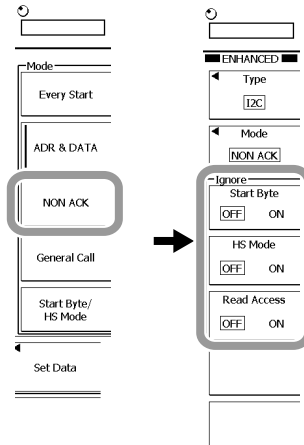 Mode
Every Start
ADR & DATA
NON ACK
General Call
Start Byte/
HS Mode
Set Data
ENHANCED
Type
I2C
Mode
NON ACK
Ignore
Start Byte
OFF ON
HS Mode
OFF ON
Read Access
OFF ON